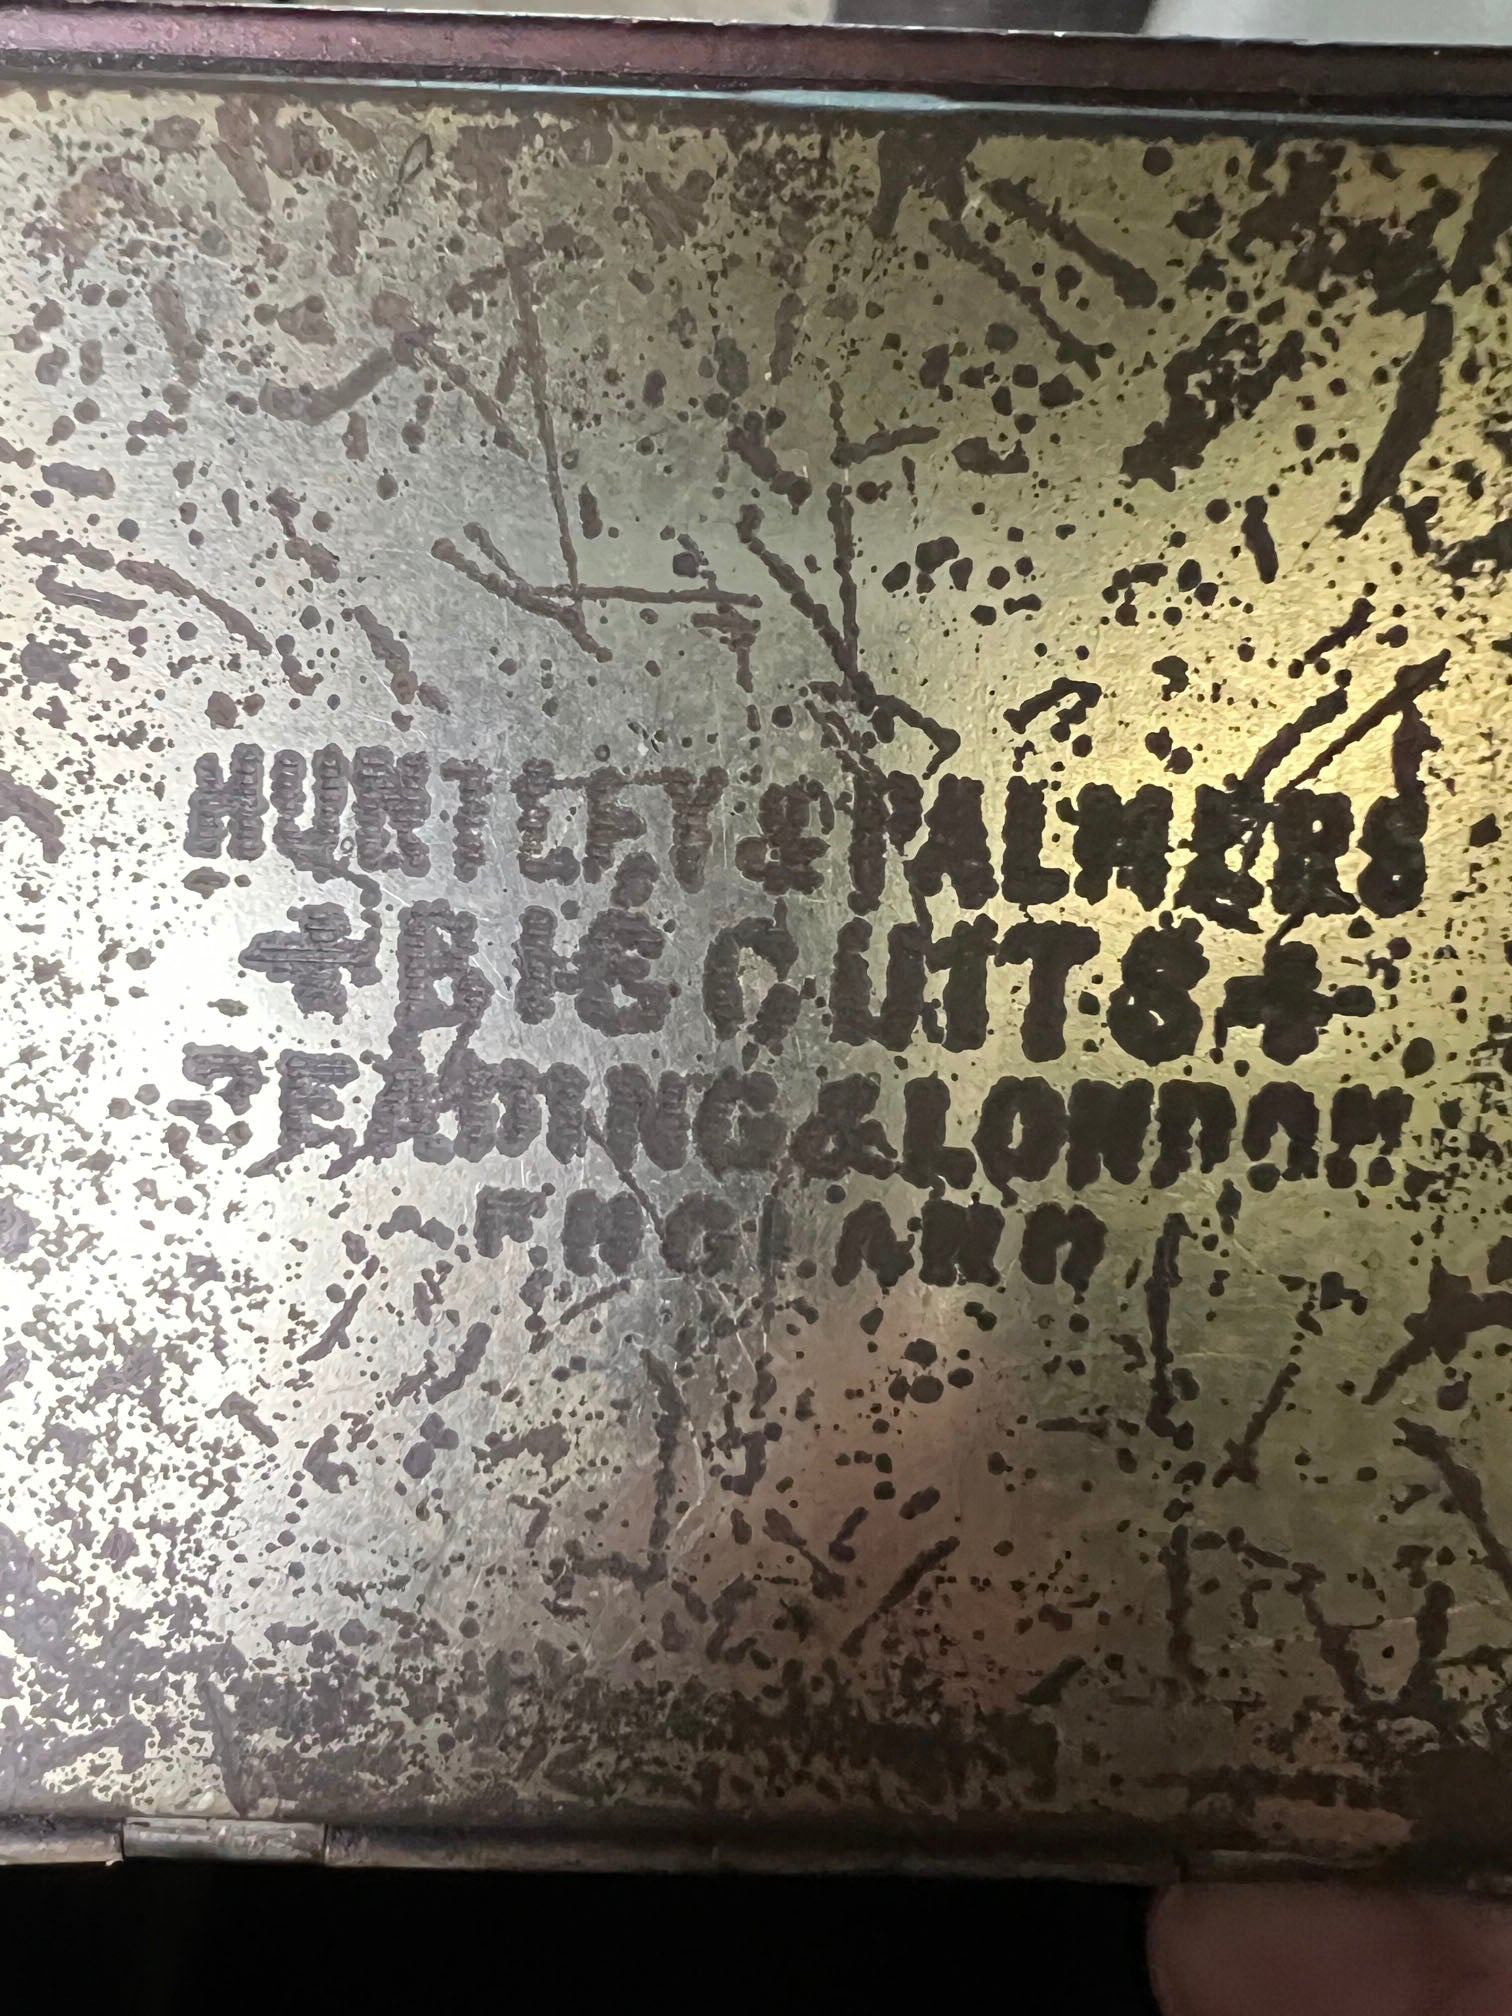 HUNTLEY & PALMERS
+ BISCUITS +
READING & LONDON
ENGLAND